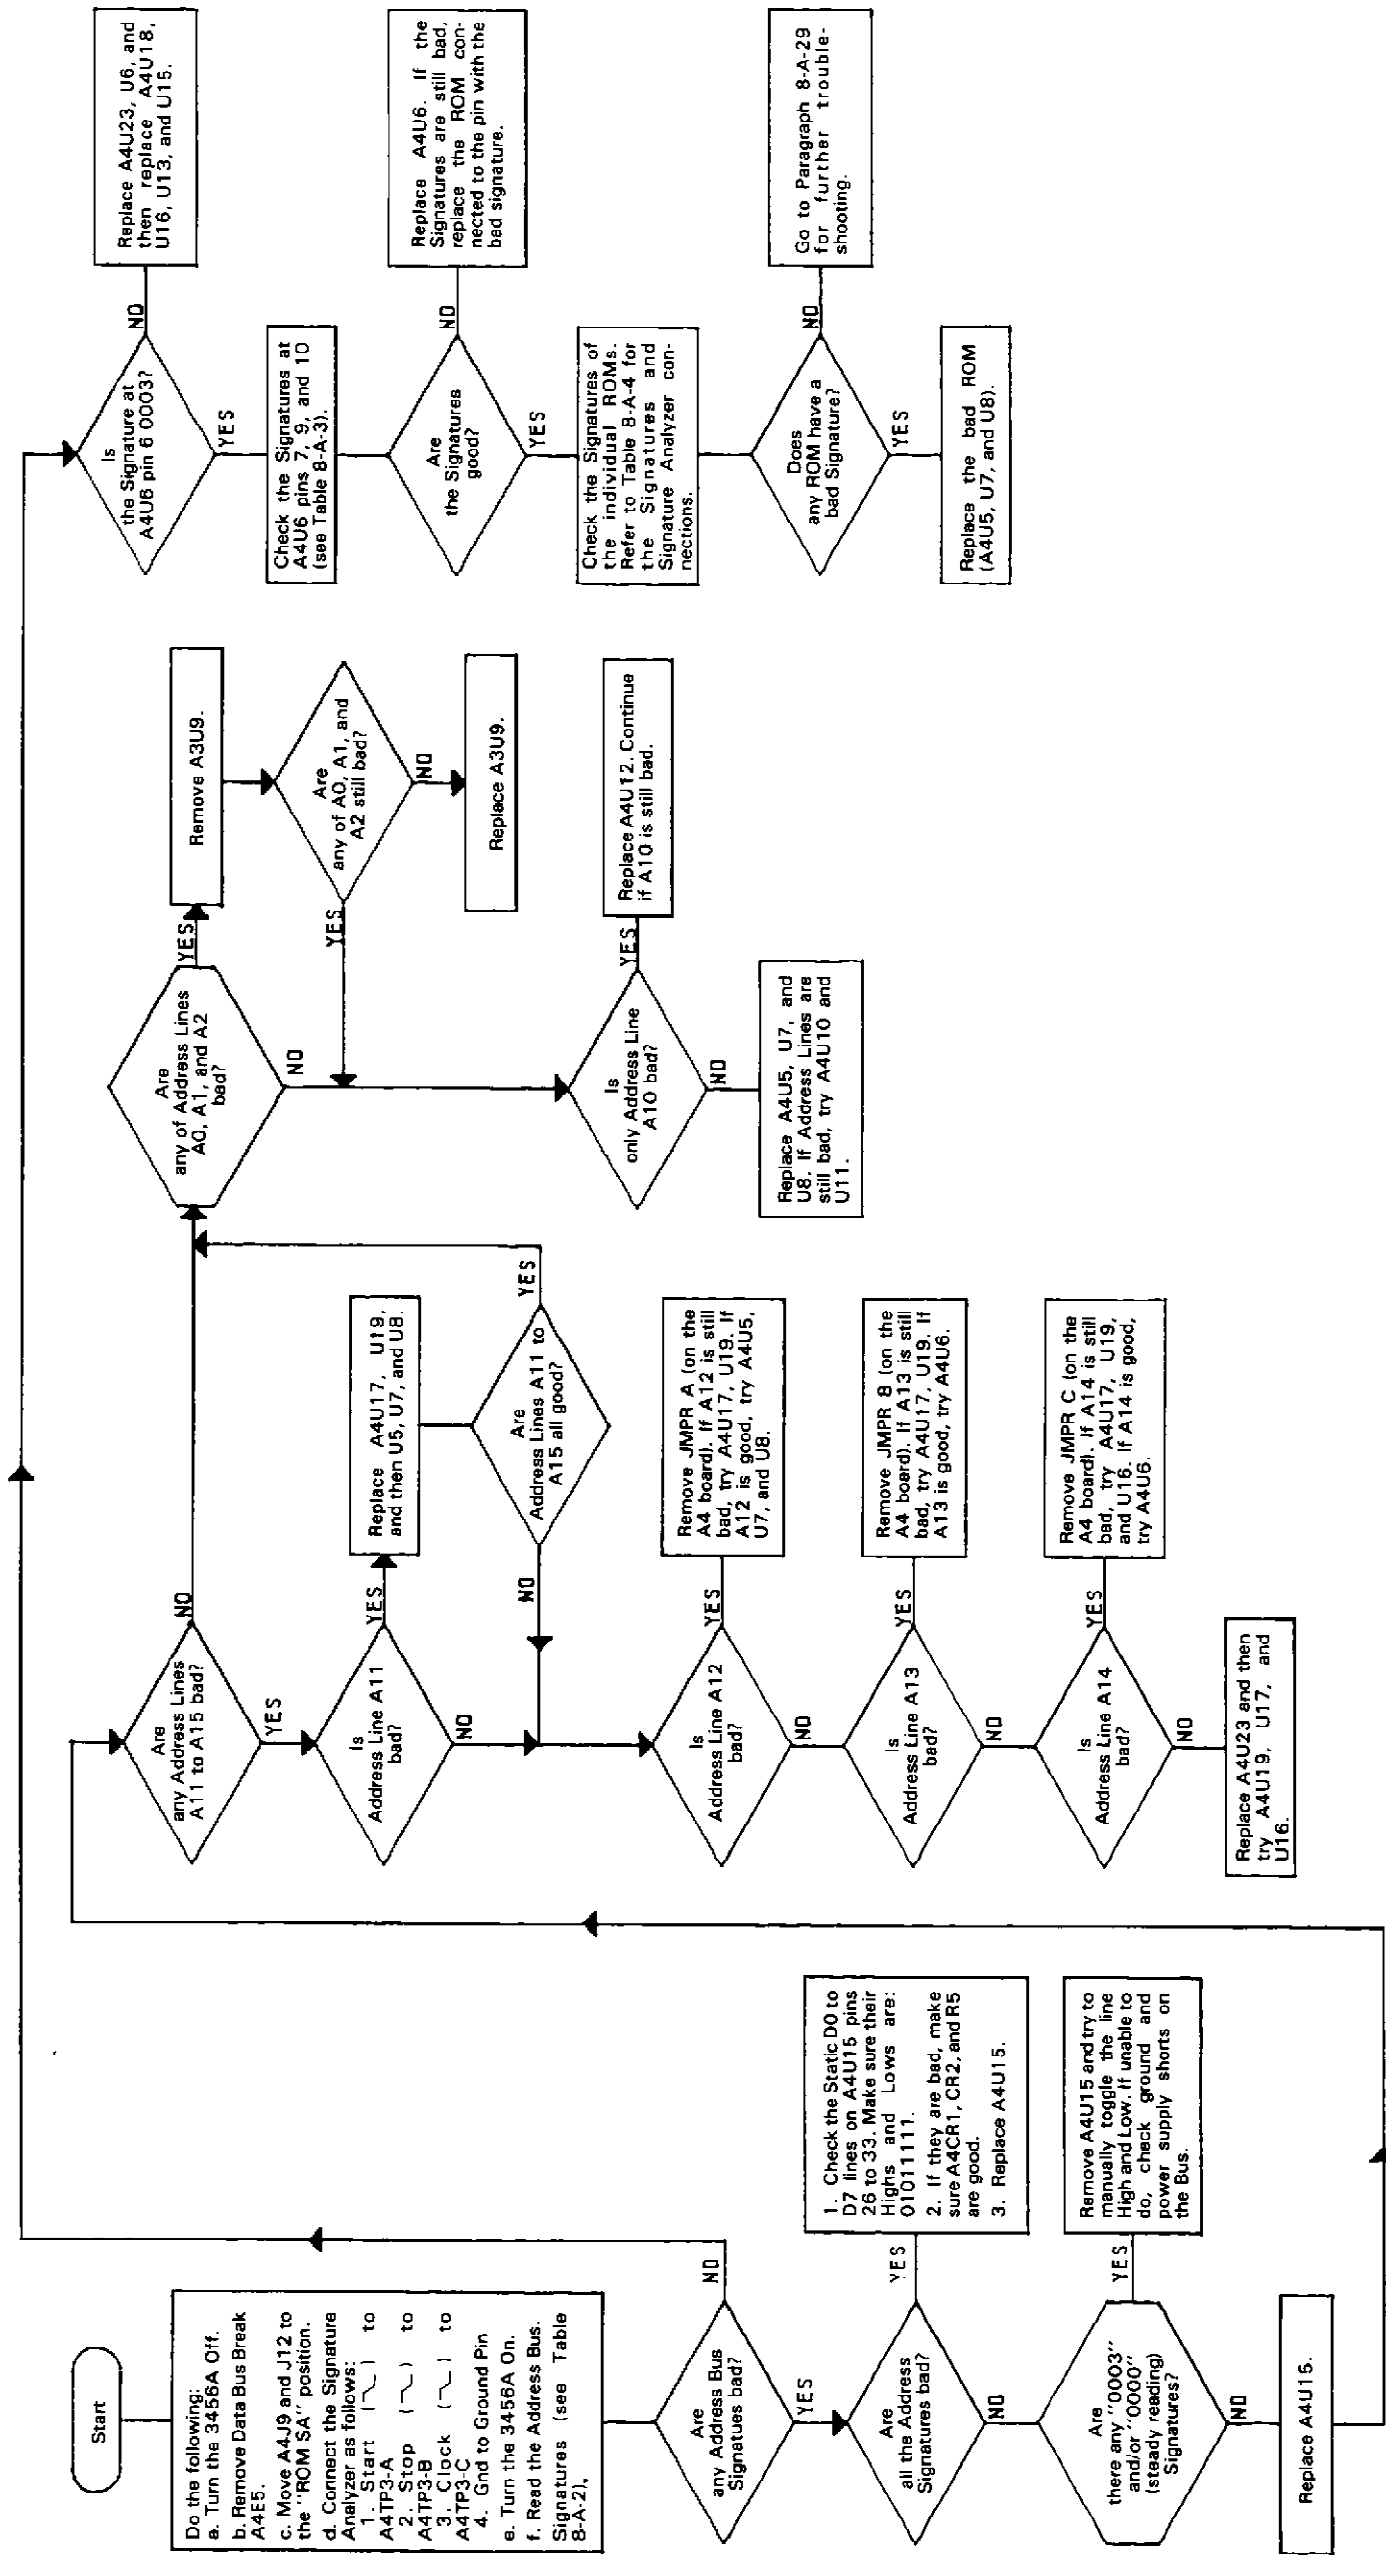 Start
Do the following:
a. Turn the 3456A Off.
b. Remove Data Bus Break
A4E5.
c. Move A4J9 and J12 to
the "ROM SA" position.
d. Connect the Signature
Analyzer as follows:
1. Start ( ) to
A4TP3-A
2. Stop ( ) to
A4TP3-B
3. Clock ( ) to
A4TP3-C
4. Gnd to Ground Pin
e. Turn the 3456A On.
f. Read the Address Bus.
Signatures (see Table
8-A-2),
Are
any Address Bus
Signatues bad?
NO
YES
Are
all the Address
Signatures bad?
YES
1. Check the Static D0 to
D7 lines on A4U15 pins
26 to 33. Make sure their
Highs and Lows are:
01011111.
2. If they are bad, make
sure A4CR1, CR2, and R5
are good.
3. Replace A4U15.
NO
Are
there any "0003"
and/or "0000"
(steady reading)
Signatures?
YES
Remove A4U15 and try to
manually toggle the line
High and Low. If unable to
do, check ground and
power supply shorts on
the Bus.
NO
Replace A4U15.
Are
any Address Lines
A11 to A15 bad?
NO
YES
Is
Address Line A11
bad?
YES
Replace A4U17, U19,
and then U5, U7, and U8.
Are
Address Lines A11 to
A15 all good?
YES
NO
NO
Is
Address Line A12
bad?
YES
Remove JMPR A (on the
A4 board). If A12 is still
bad, try A4U17, U19. If
A12 is good, try A4U5,
U7, and U8.
NO
Is
Address Line A13
bad?
YES
Remove JMPR B (on the
A4 board). If A13 is still
bad, try A4U17, U19. If
A13 is good, try A4U6.
NO
Is
Address Line A14
bad?
YES
Remove JMPR C (on the
A4 board). If A14 is still
bad, try A4U17, U19,
and U16. If A14 is good,
try A4U6.
NO
Replace A4U23 and then
try A4U19, U17, and
U16.
Are
any of Address Lines
A0, A1, and A2
bad?
YES
Remove A3U9.
Are
any of A0, A1, and
A2 still bad?
YES
NO
Replace A3U9.
NO
Is
only Address Line
A10 bad?
YES
Replace A4U12. Continue
if A10 is still bad.
NO
Replace A4U5, U7, and
U8. If Address Lines are
still bad, try A4U10 and
U11.
Is
the Signature at
A4U6 pin 6 0003?
NO
Replace A4U23, U6, and
then replace A4U18,
U16, U13, and U15.
YES
Check the Signatures at
A4U6 pins 7, 9, and 10
(see Table 8-A-3).
Are
the Signatures
good?
NO
Replace A4U6. If the
Signatures are still bad,
replace the ROM con-
nected to the pin with the
bad signature.
YES
Check the Signatures of
the individual ROMs.
Refer to Table 8-A-4 for
the Signatures and
Signature Analyzer con-
nections.
Does
any ROM have a
bad Signature?
NO
Go to Paragraph 8-A-29
for further trouble-
shooting.
YES
Replace the bad ROM
(A4U5, U7, and U8).